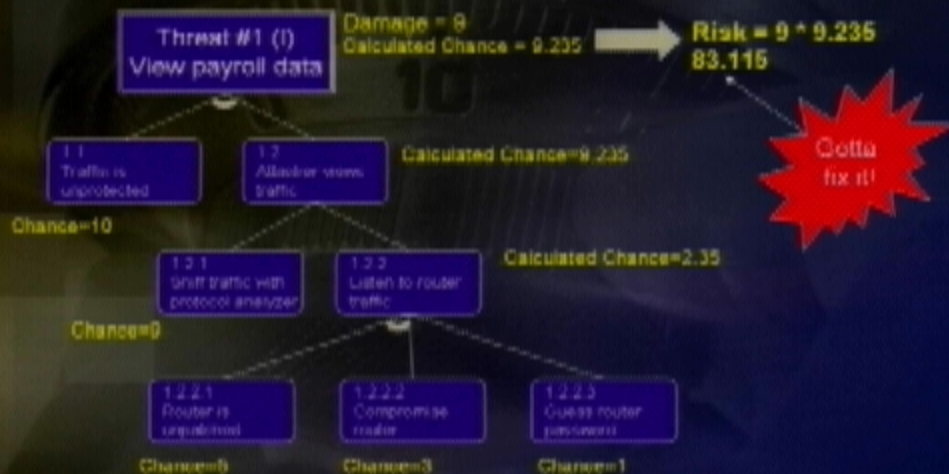 Threat #1 (I)
View payroll data
Damage = 9
Calculated Chance = 9.235
Risk = 9 * 9.235
83.115
Gotta
fix it!
1.1
Traffic is
unprotected
1.2
Attacker views
traffic
Calculated Chance=9.235
Chance=10
1.2.1
Sniff traffic with
protocol analyzer
1.2.2
Listen to router
traffic
Calculated Chance=2.35
Chance=9
1.2.2.1
Router is
unpatched
1.2.2.2
Compromise
router
1.2.2.3
Guess router
password
Chance=3
Chance=1